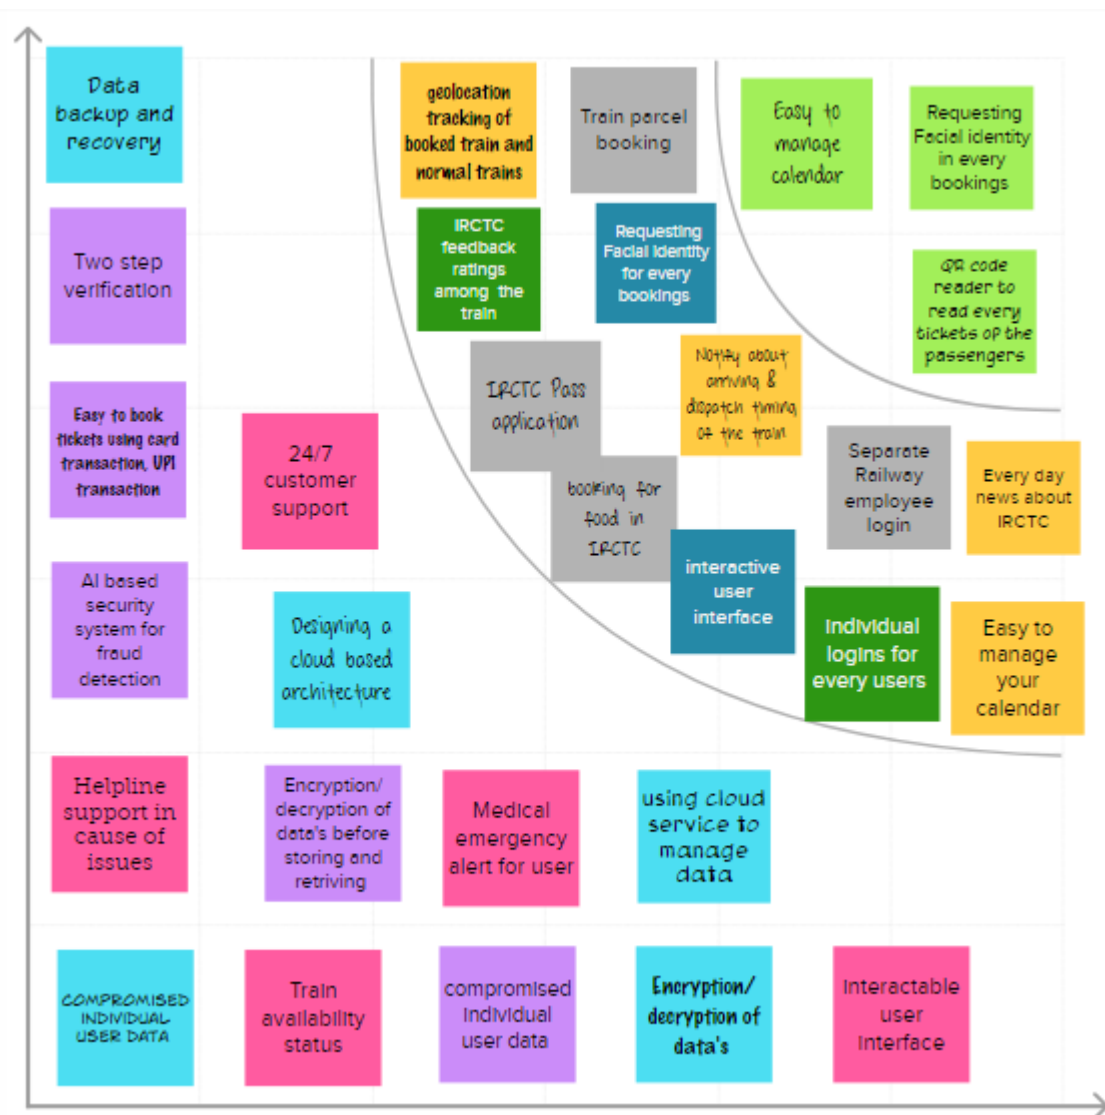 Data
backup and
recovery
geolocation
tracking of
booked train and
normal trains
Train parcel
booking
Easy to
manage
calendar
Requesting
Facial identity
in every
bookings
Two step
verification
IRCTC
feedback
ratings
among the
train
Requesting
Facial identity
for every
bookings
QR code
reader to
read every
tickets of the
passengers
Easy to book
tickets using card
transaction, UPI
transaction
24/7
customer
support
IRCTC Pass
application
Notify about
arriving &
dispatch timing
of the train
booking for
food in
IRCTC
Separate
Railway
employee
login
Every day
news about
IRCTC
AI based
security
system for
fraud
detection
Designing a
cloud based
architecture
interactive
user
interface
Individual
logins for
every users
Easy to
manage
your
calendar
Helpline
support in
cause of
issues
Encryption/
decryption of
data's before
storing and
retriving
Medical
emergency
alert for user
using cloud
service to
manage
data
COMPROMISED
INDIVIDUAL
USER DATA
Train
availability
status
compromised
individual
user data
Encryption/
decryption of
data's
Interactable
user
interface